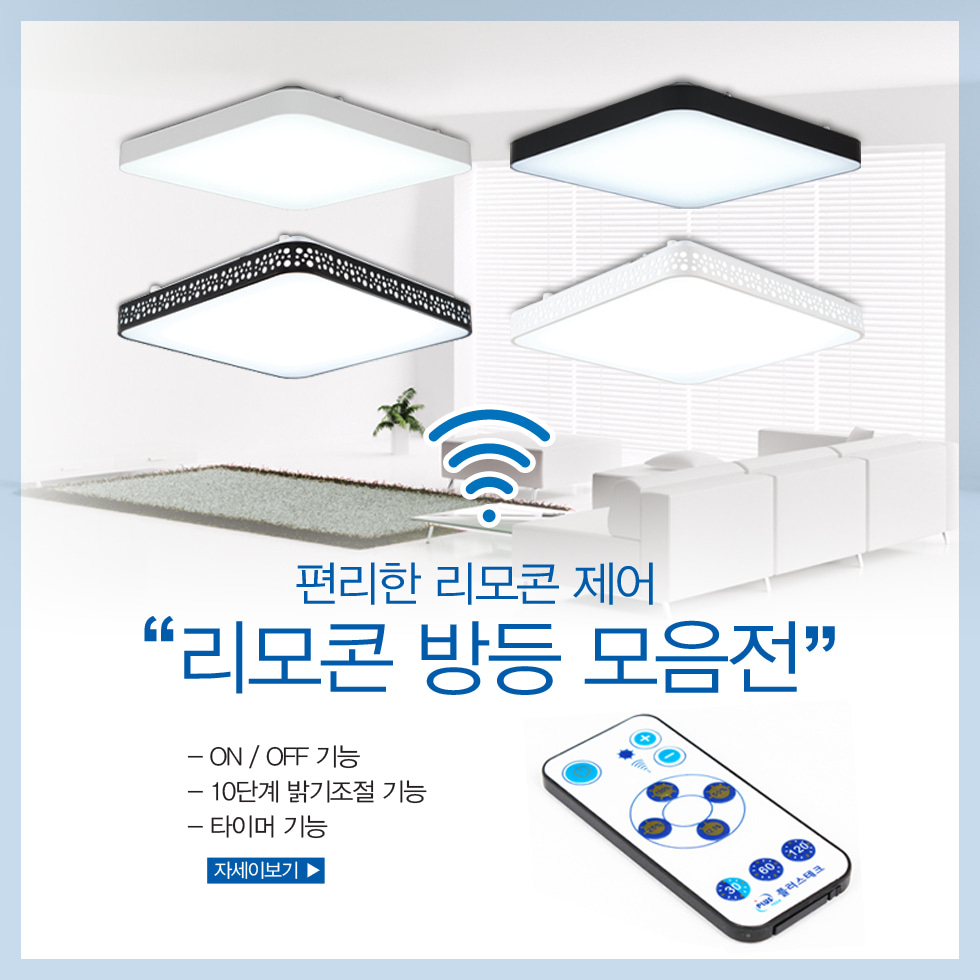 편리한 리모콘 제어
“리모콘 방등 모음전”
- ON / OFF 기능
- 10단계 밝기조절 기능
- 타이머 기능
자세이보기 ▶
+
-
30 60 120
PLUS 플러스테크